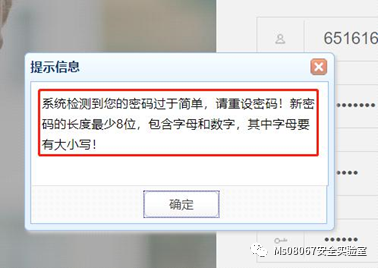 651616
提示信息
系统检测到您的密码过于简单，请重设密码！新密
码的长度最少8位，包含字母和数字，其中字母要
有大小写！
确定
Ms08067安全实验室